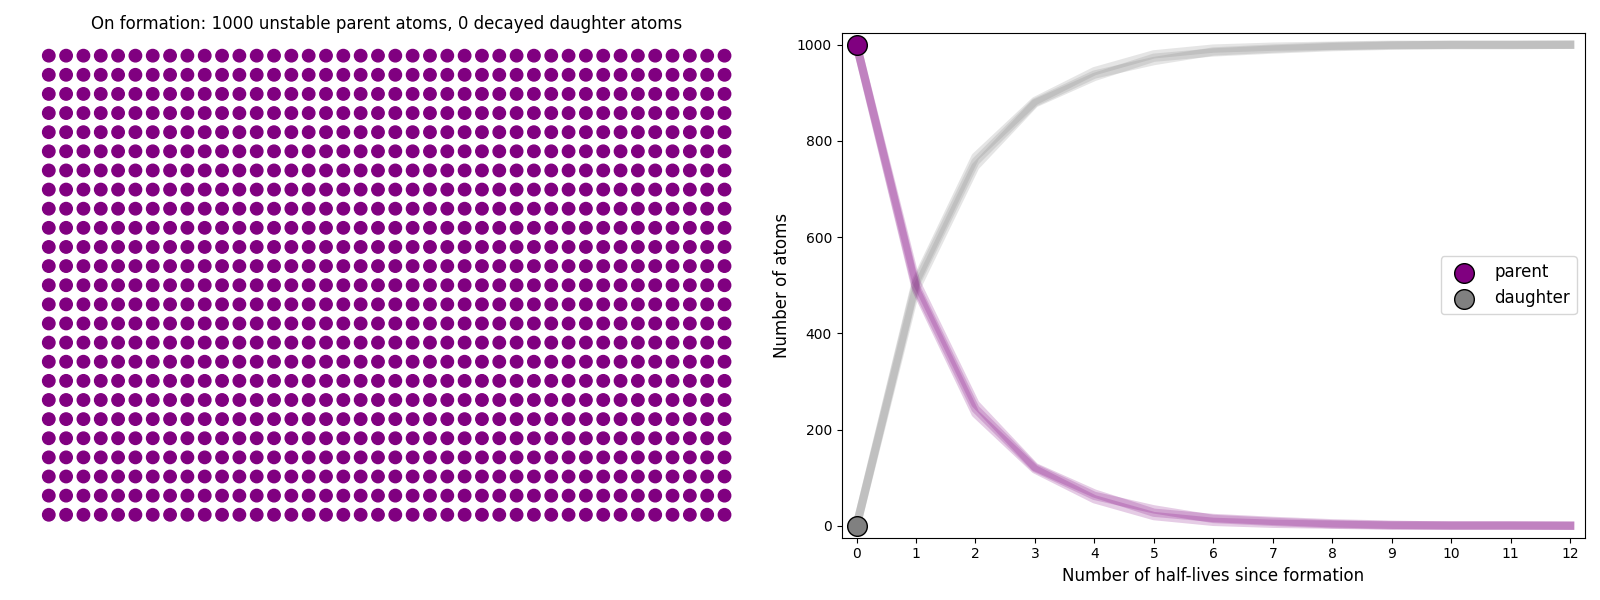 On formation: 1000 unstable parent atoms, 0 decayed daughter atoms
1000
800
600
400
200
0
Number of atoms
parent
daughter
0 1 2 3 4 5 6 7 8 9 10 11 12
Number of half-lives since formation